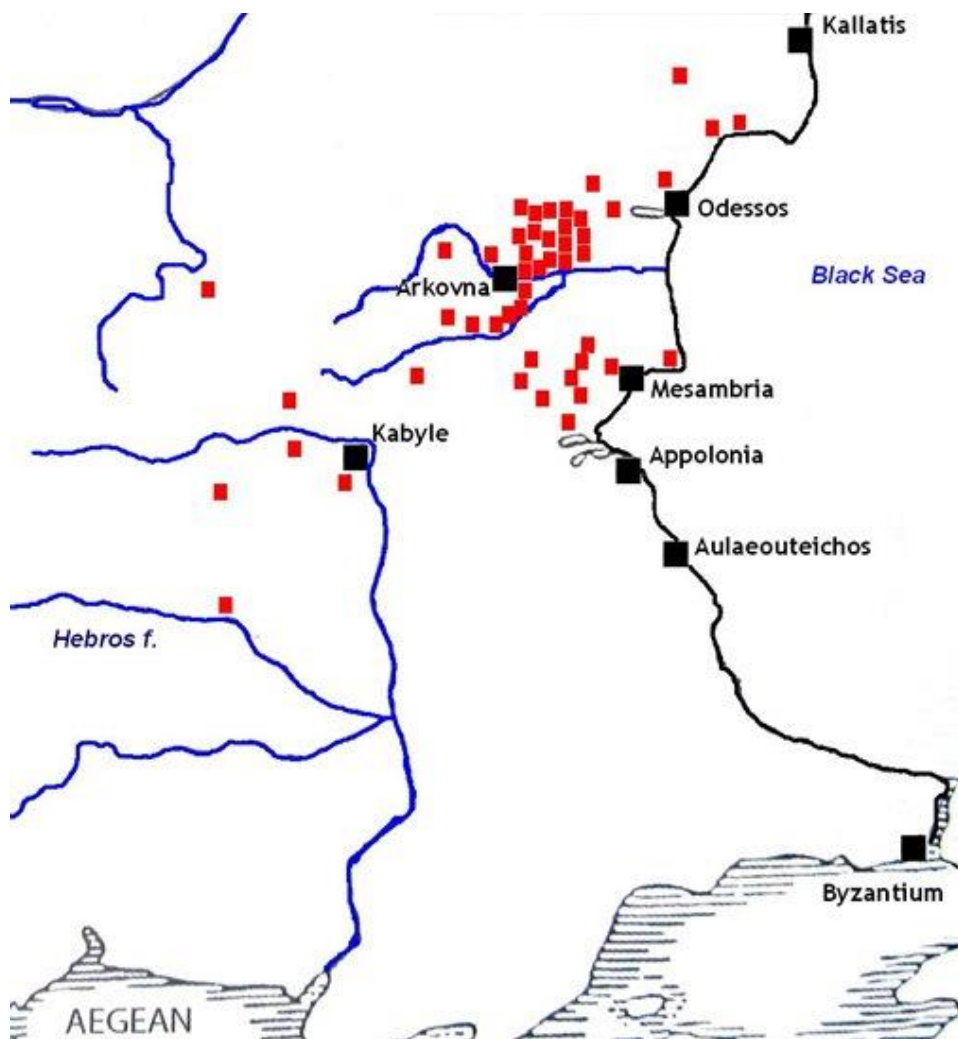 Kallatis
Odessos
Black Sea
Arkovna
Mesambria
Kabyle
Appolonia
Aulaeouteichos
Hebros f.
Byzantium
AEGEAN